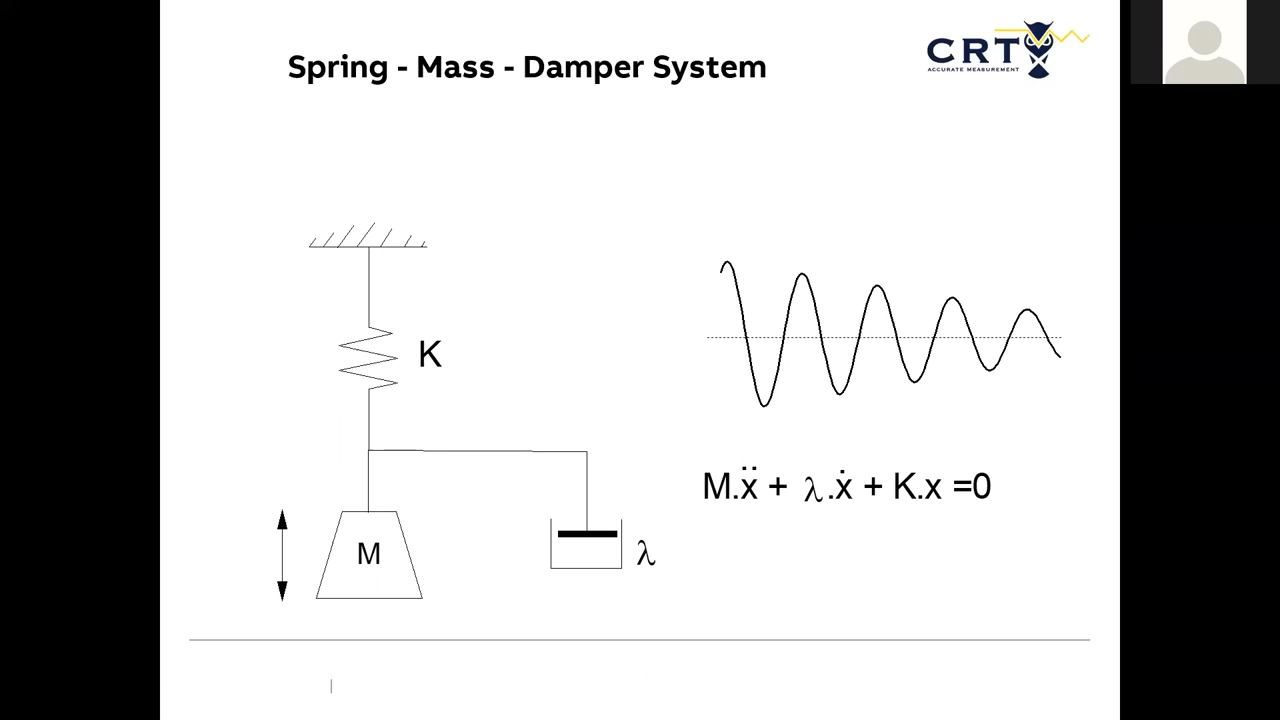 Spring - Mass - Damper System
CRT
ACCURATE MEASUREMENT
K
M.ẍ + λ.ẋ + K.x =0
M
λ